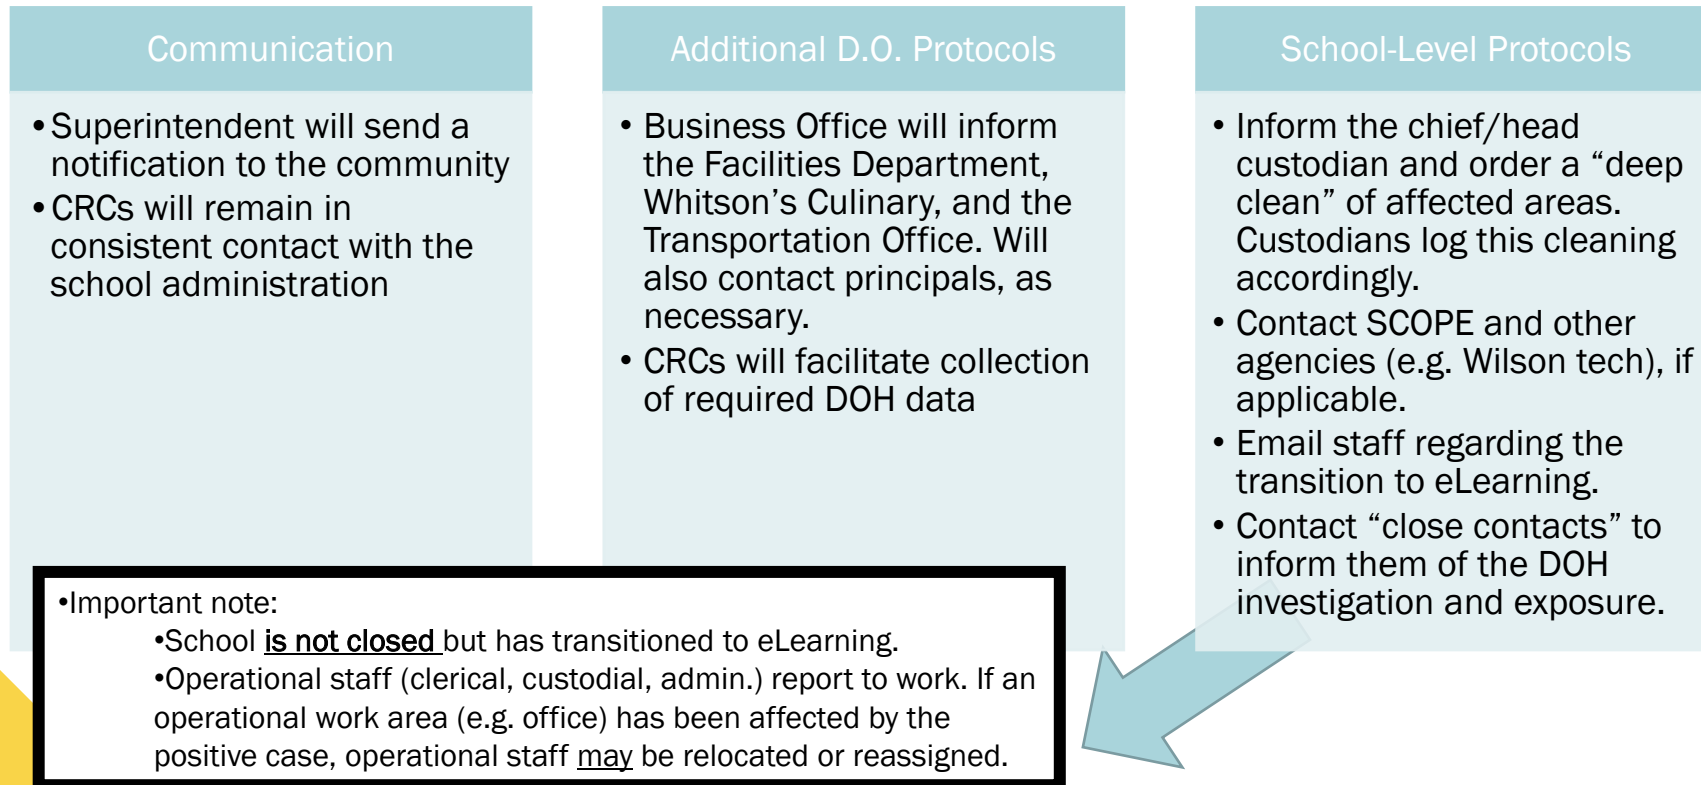 Communication
•Superintendent will send a
notification to the community
•CRCs will remain in
consistent contact with the
school administration
Additional D.O. Protocols
• Business Office will inform
the Facilities Department,
Whitson’s Culinary, and the
Transportation Office. Will
also contact principals, as
necessary.
• CRCs will facilitate collection
of required DOH data
School-Level Protocols
• Inform the chief/head
custodian and order a “deep
clean” of affected areas.
Custodians log this cleaning
accordingly.
• Contact SCOPE and other
agencies (e.g. Wilson tech), if
applicable.
• Email staff regarding the
transition to eLearning.
• Contact “close contacts” to
inform them of the DOH
investigation and exposure.
•Important note:
•School is not closed but has transitioned to eLearning.
•Operational staff (clerical, custodial, admin.) report to work. If an
operational work area (e.g. office) has been affected by the
positive case, operational staff may be relocated or reassigned.